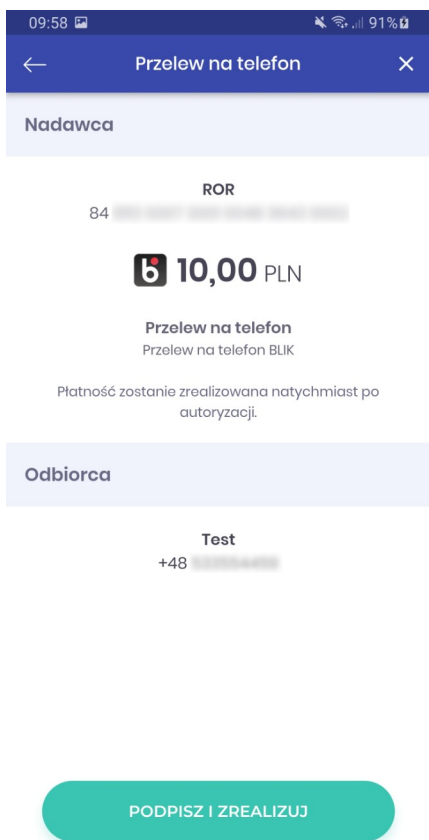 09:58 91%
Przelew na telefon
Nadawca
ROR
84
10,00 PLN
Przelew na telefon
Przelew na telefon BLIK
Płatność zostanie zrealizowana natychmiast po
autoryzacji.
Odbiorca
Test
+48
PODPISZ I ZREALIZUJ